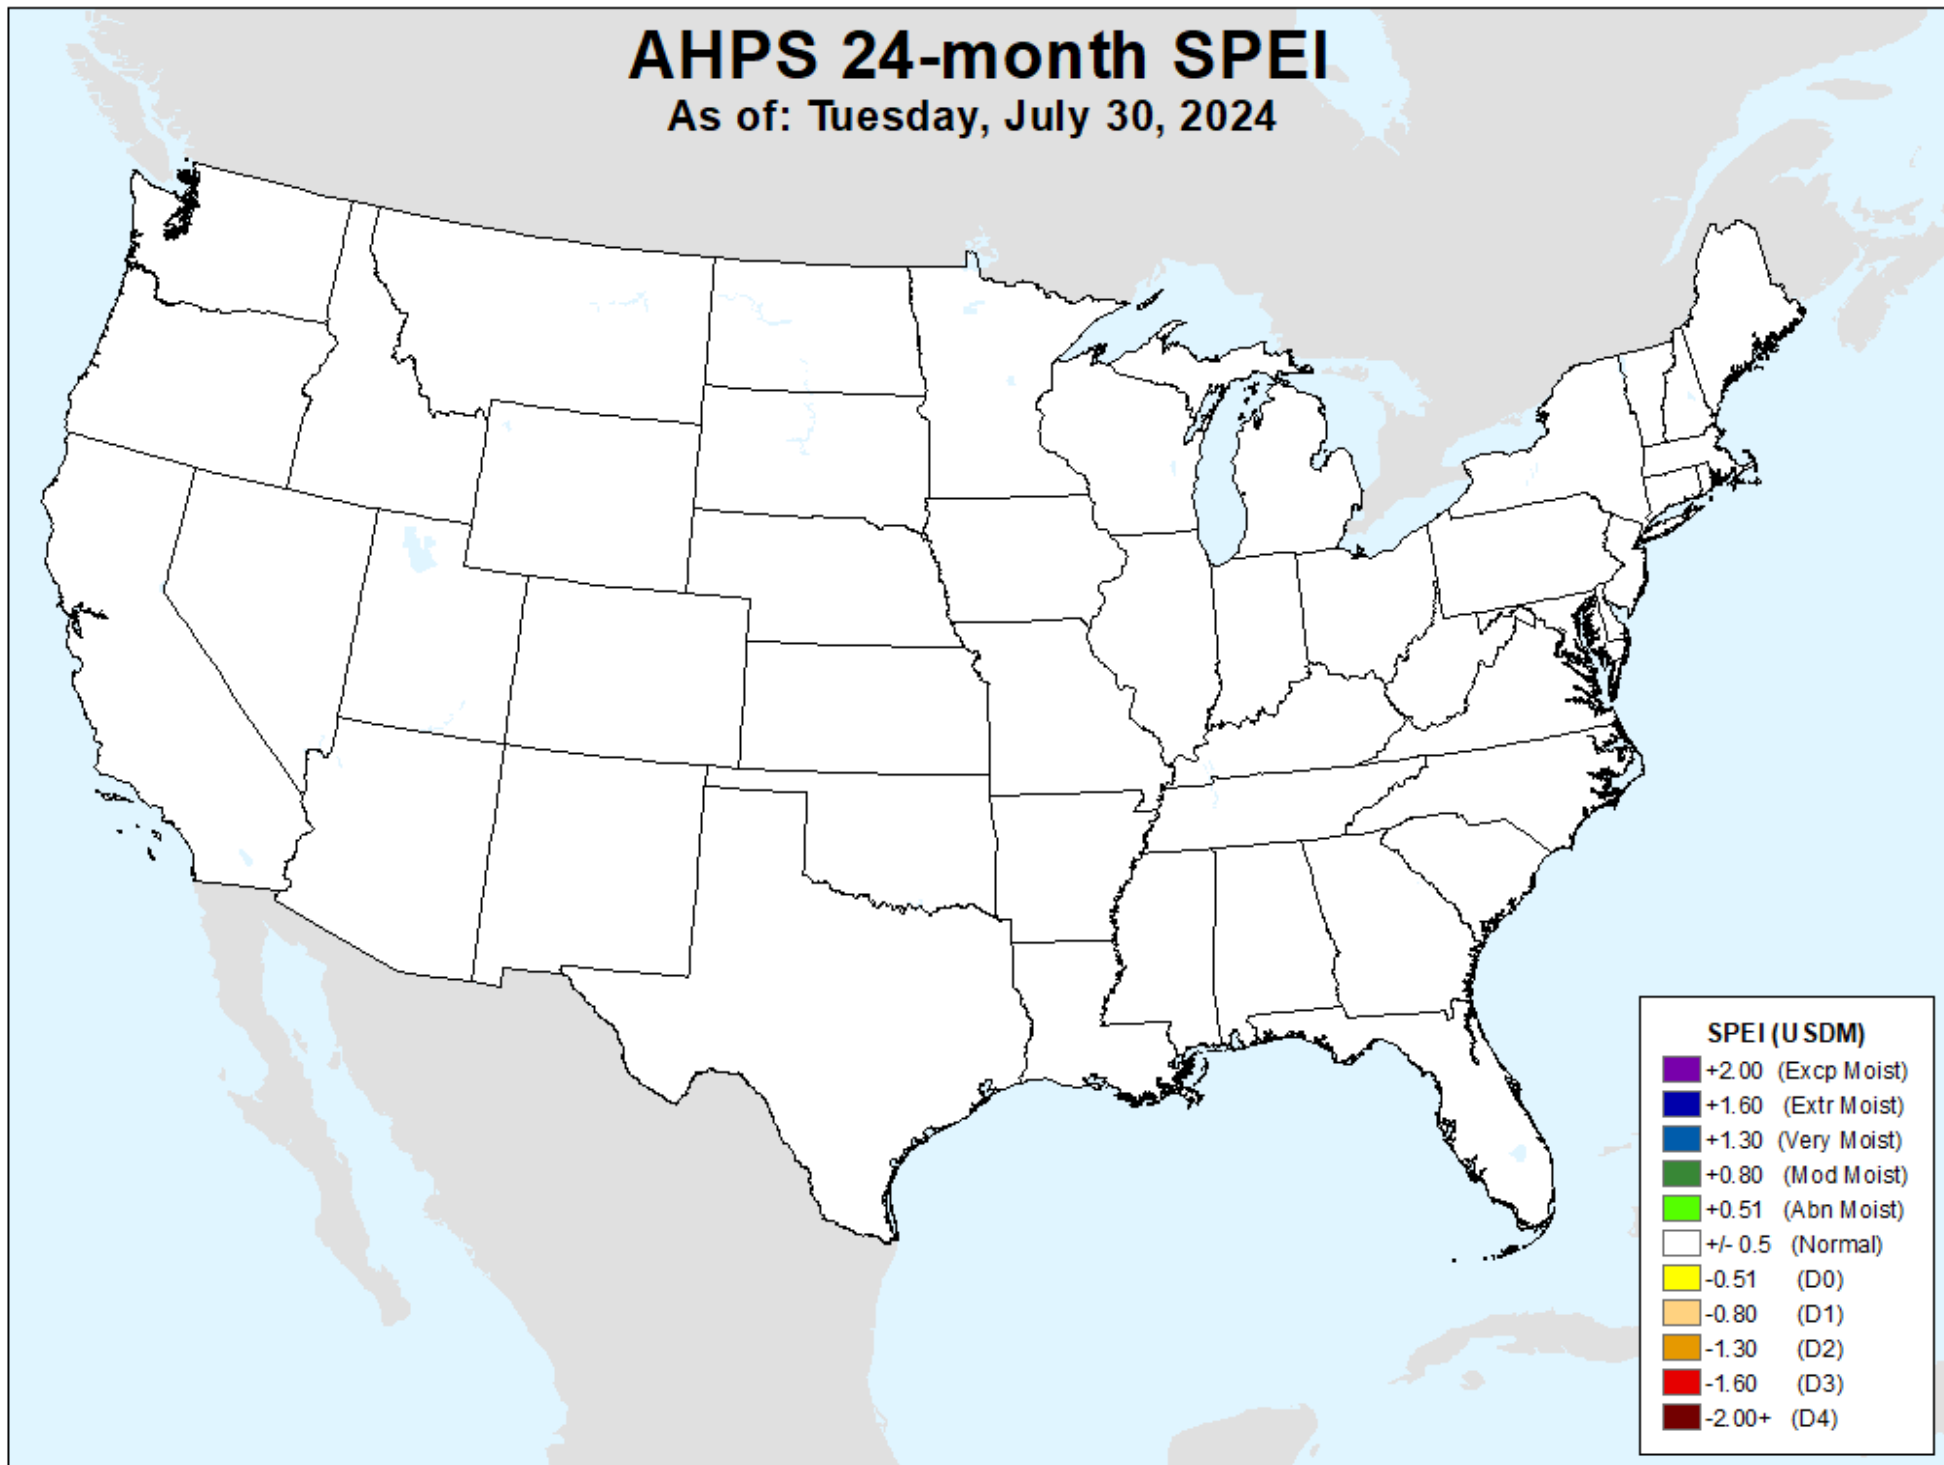 AHPS 24-month SPEI
As of: Tuesday, July 30, 2024
SPEI (USDM)
+2.00 (Excp Moist)
+1.60 (Extr Moist)
+1.30 (Very Moist)
+0.80 (Mod Moist)
+0.51 (Abn Moist)
+/- 0.5 (Normal)
-0.51 (D0)
-0.80 (D1)
-1.30 (D2)
-1.60 (D3)
-2.00+ (D4)